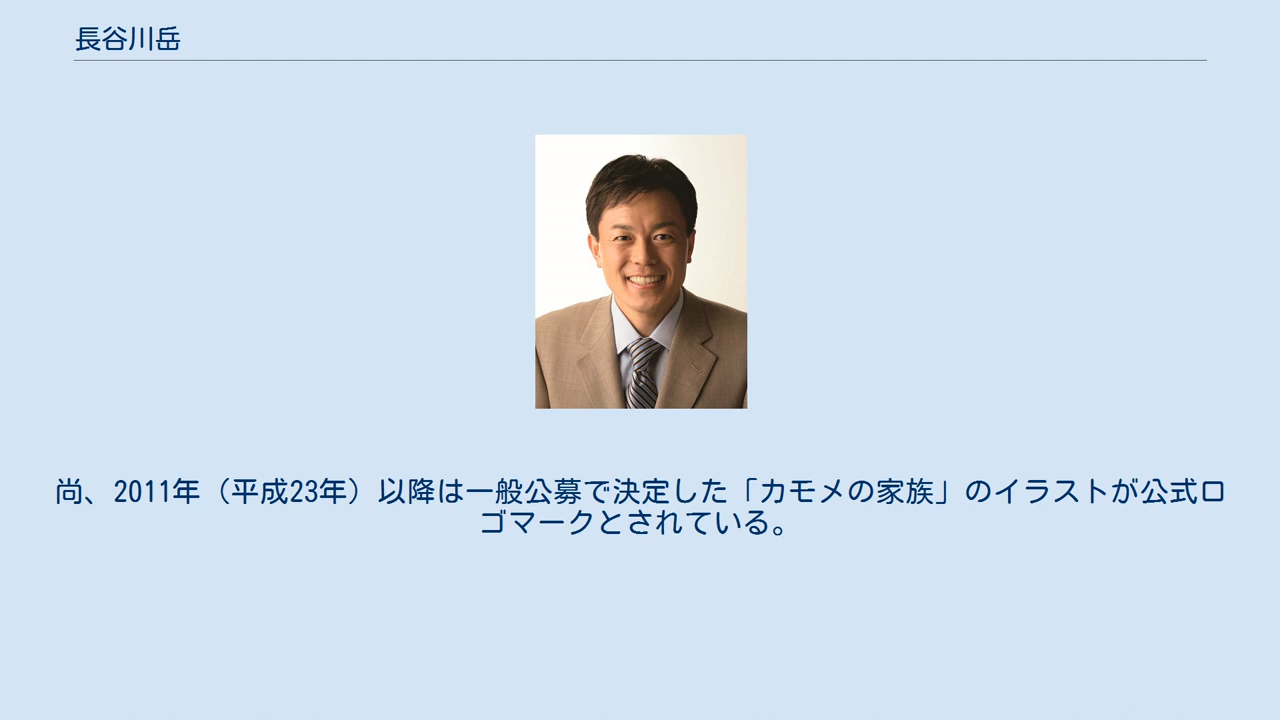 長谷川岳
尚、2011年（平成23年）以降は一般公募で決定した「カモメの家族」のイラストが公式ロ
ゴマークとされている。